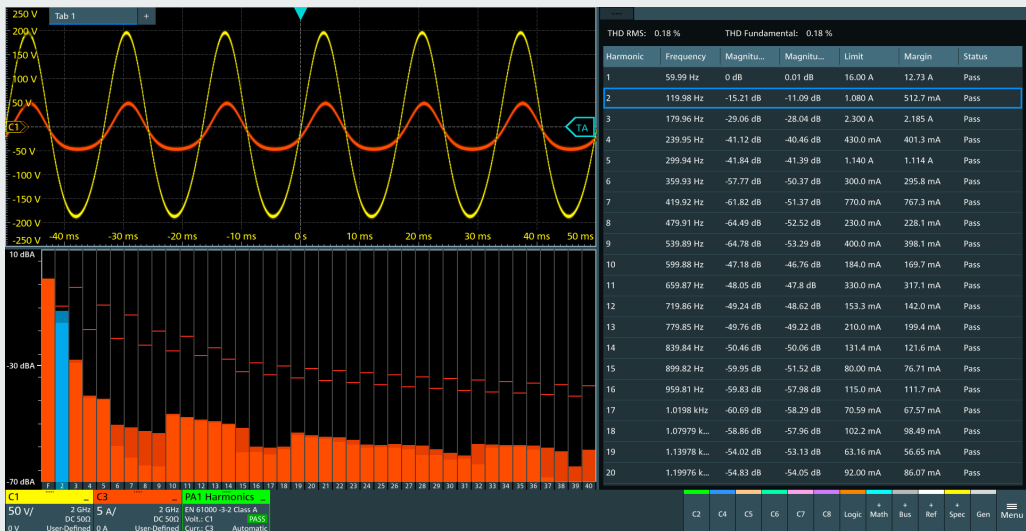 Tab 1 +
250 V
200 V
150 V
100 V
50 V
C1
TA
-50 V
-100 V
-150 V
-200 V
-250 V
-40 ms -30 ms -20 ms -10 ms 0 s 10 ms 20 ms 30 ms 40 ms 50 ms
10 dBA
-30 dBA
-70 dBA
F 2 3 4 5 6 7 8 9 10 11 12 13 14 15 16 17 18 19 20 21 22 23 24 25 26 27 28 29 30 31 32 33 34 35 36 37 38 39 40
THD RMS: 0.18 % THD Fundamental: 0.18 %
Harmonic Frequency Magnitu... Magnitu... Limit Margin Status
1 59.99 Hz 0 dB 0.01 dB 16.00 A 12.73 A Pass
2 119.98 Hz -15.21 dB -11.09 dB 1.080 A 512.7 mA Pass
3 179.96 Hz -29.06 dB -28.04 dB 2.300 A 2.185 A Pass
4 239.95 Hz -41.12 dB -40.46 dB 430.0 mA 401.3 mA Pass
5 299.94 Hz -41.84 dB -41.39 dB 1.140 A 1.114 A Pass
6 359.93 Hz -57.77 dB -50.37 dB 300.0 mA 295.8 mA Pass
7 419.92 Hz -61.82 dB -51.37 dB 770.0 mA 767.3 mA Pass
8 479.91 Hz -64.49 dB -52.52 dB 230.0 mA 228.1 mA Pass
9 539.89 Hz -64.78 dB -53.29 dB 400.0 mA 398.1 mA Pass
10 599.88 Hz -47.18 dB -46.76 dB 184.0 mA 169.7 mA Pass
11 659.87 Hz -48.05 dB -47.8 dB 330.0 mA 317.1 mA Pass
12 719.86 Hz -49.24 dB -48.62 dB 153.3 mA 142.0 mA Pass
13 779.85 Hz -49.76 dB -49.22 dB 210.0 mA 199.4 mA Pass
14 839.84 Hz -50.46 dB -50.06 dB 131.4 mA 121.6 mA Pass
15 899.82 Hz -59.95 dB -51.52 dB 80.00 mA 76.71 mA Pass
16 959.81 Hz -59.83 dB -57.98 dB 115.0 mA 111.7 mA Pass
17 1.0198 kHz -60.69 dB -58.29 dB 70.59 mA 67.57 mA Pass
18 1.07979 k... -58.86 dB -57.96 dB 102.2 mA 98.49 mA Pass
19 1.13978 k... -54.02 dB -53.13 dB 63.16 mA 56.65 mA Pass
20 1.19976 k... -54.83 dB -54.05 dB 92.00 mA 86.07 mA Pass
C1
50 V/ 2 GHz
DC 50Ω
0 V User-Defined
C3
5 A/ 2 GHz
DC 50Ω
0 A User-Defined
PA1 Harmonics
EN 61000 -3-2 Class A
Volt.: C1 PASS
Curr.: C3 Automatic
C2 C4 C5 C6 C7 C8 Logic + Math + Bus + Ref + Spec Gen Menu